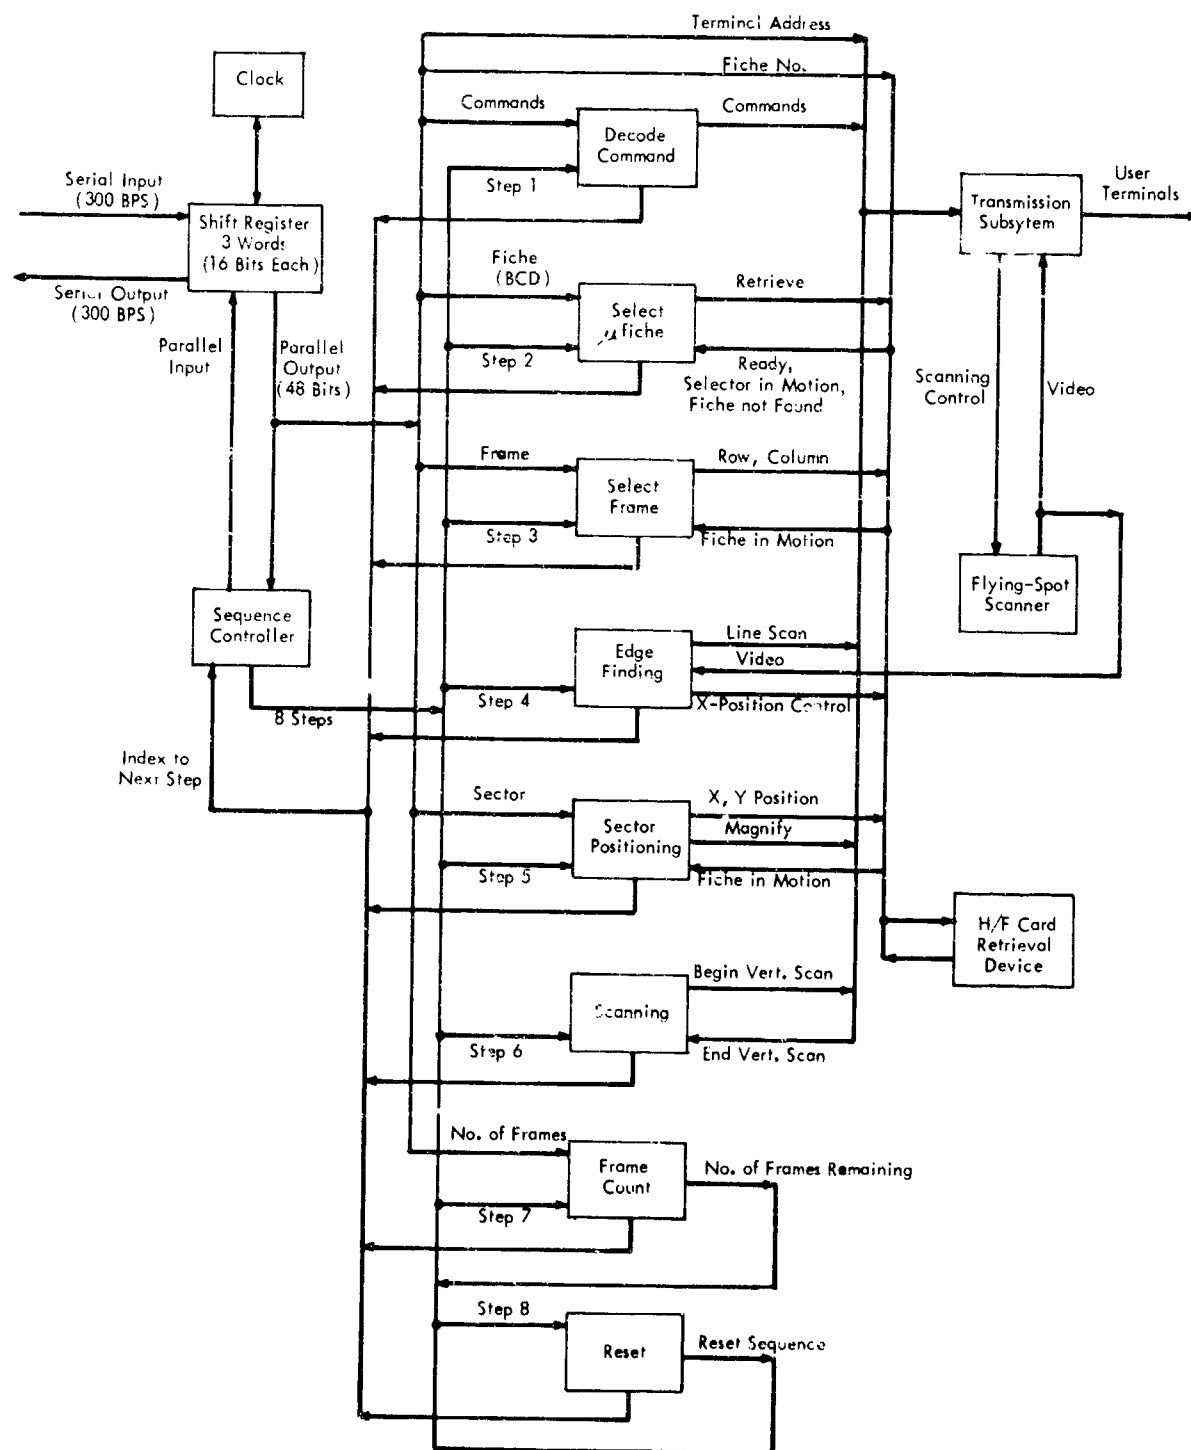 Terminal Address
Fiche No.
Clock
Commands
Commands
Decode
Command
Step 1
Serial Input
(300 BPS)
Shift Register
3 Words
(16 Bits Each)
Serial Output
(300 BPS)
User
Terminals
Transmission
Subsytem
Fiche
(BCD)
Retrieve
Select
µfiche
Step 2
Ready,
Selector in Motion,
Fiche not Found
Parallel
Input
Parallel
Output
(48 Bits)
Scanning
Control
Video
Frame
Row, Column
Select
Frame
Step 3
Fiche in Motion
Flying-Spot
Scanner
Sequence
Controller
Line Scan
Edge
Finding
Video
Step 4
X-Position Control
8 Steps
Index to
Next Step
Sector
X, Y Position
Sector
Positioning
Magnify
Step 5
Fiche in Motion
H/F Card
Retrieval
Device
Begin Vert. Scan
Scanning
Step 6
End Vert. Scan
No. of Frames
Frame
Count
No. of Frames Remaining
Step 7
Step 8
Reset
Reset Sequence